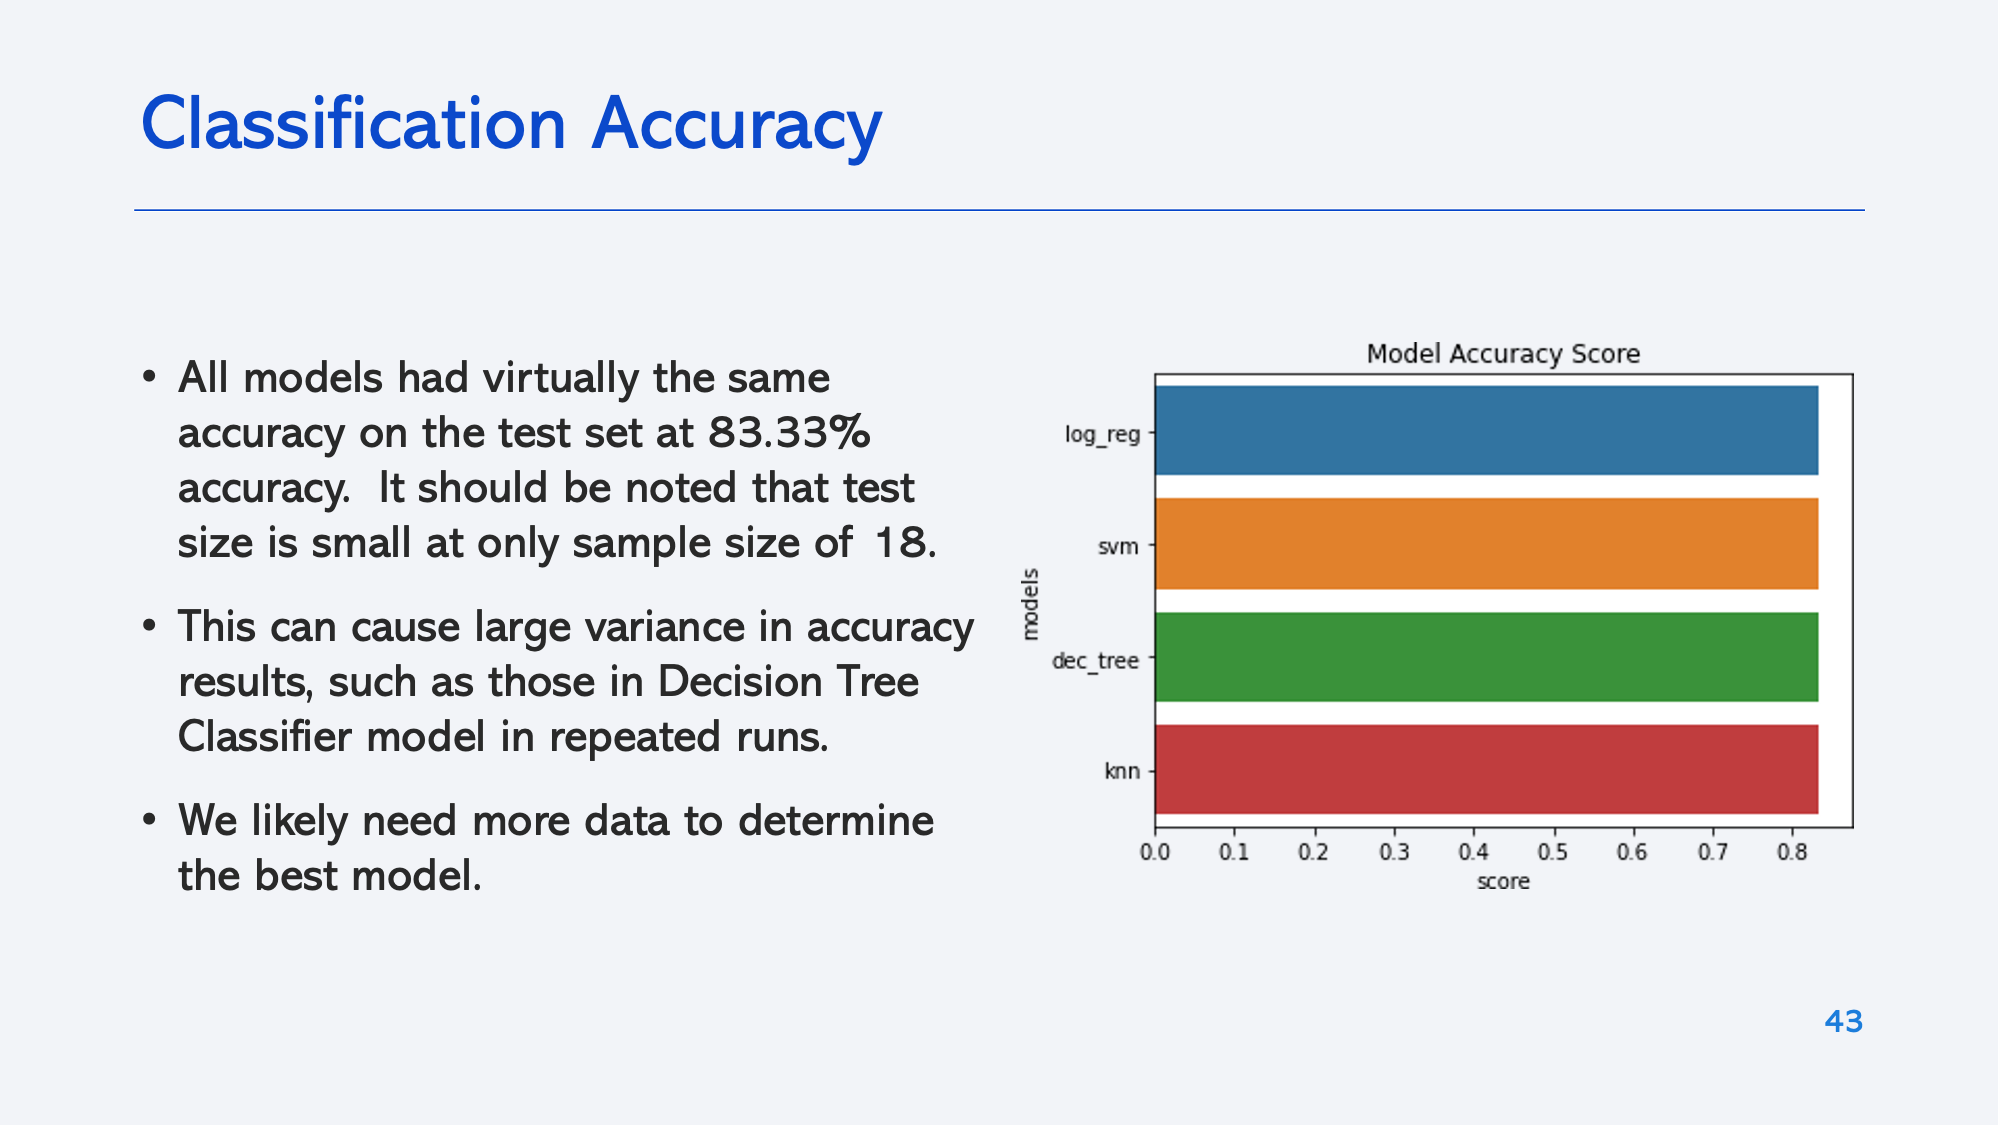 Classification Accuracy
• All models had virtually the same
accuracy on the test set at 83.33%
accuracy.  It should be noted that test
size is small at only sample size of 18.
• This can cause large variance in accuracy
results, such as those in Decision Tree
Classifier model in repeated runs.
• We likely need more data to determine
the best model.
Model Accuracy Score
models
log_reg
svm
dec_tree
knn
0.0 0.1 0.2 0.3 0.4 0.5 0.6 0.7 0.8
score
43